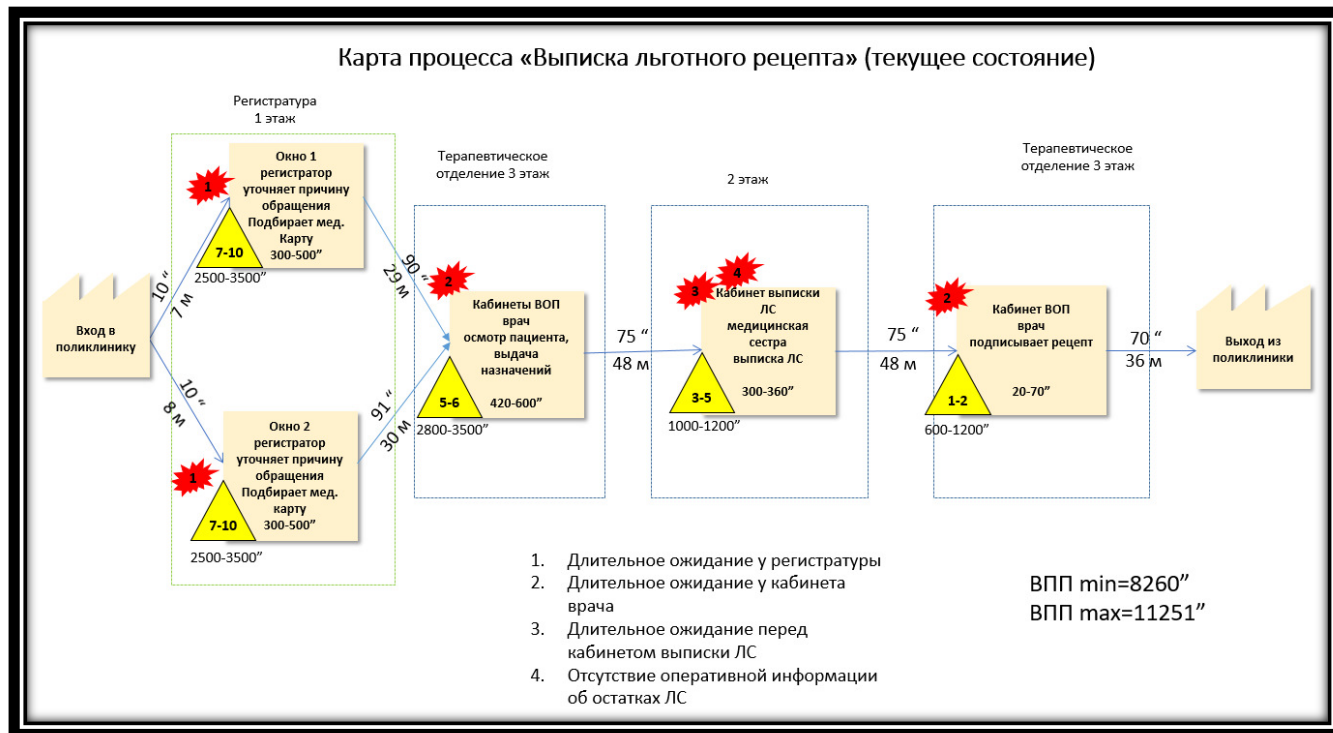 Карта процесса «Выписка льготного рецепта» (текущее состояние)
Регистратура
1 этаж
Окно 1
регистратор
уточняет причину
обращения
Подбирает мед.
Карту
300-500”
1
7-10
2500-3500”
10 “
7 м
90 “
29 м
Вход в
поликлинику
10 “
8 м
Окно 2
регистратор
уточняет причину
обращения
Подбирает мед.
карту
300-500”
1
7-10
2500-3500”
91 “
30 м
Терапевтическое
отделение 3 этаж
2
Кабинеты ВОП
врач
осмотр пациента,
выдача
назначений
420-600”
5-6
2800-3500”
75 “
48 м
2 этаж
3
4
Кабинет выписки
ЛС
медицинская
сестра
выписка ЛС
300-360”
3-5
1000-1200”
75 “
48 м
Терапевтическое
отделение 3 этаж
2
Кабинет ВОП
врач
подписывает рецепт
20-70”
1-2
600-1200”
70 “
36 м
Выход из
поликлиники
1. Длительное ожидание у регистратуры
2. Длительное ожидание у кабинета
врача
3. Длительное ожидание перед
кабинетом выписки ЛС
4. Отсутствие оперативной информации
об остатках ЛС
ВПП min=8260”
ВПП max=11251”